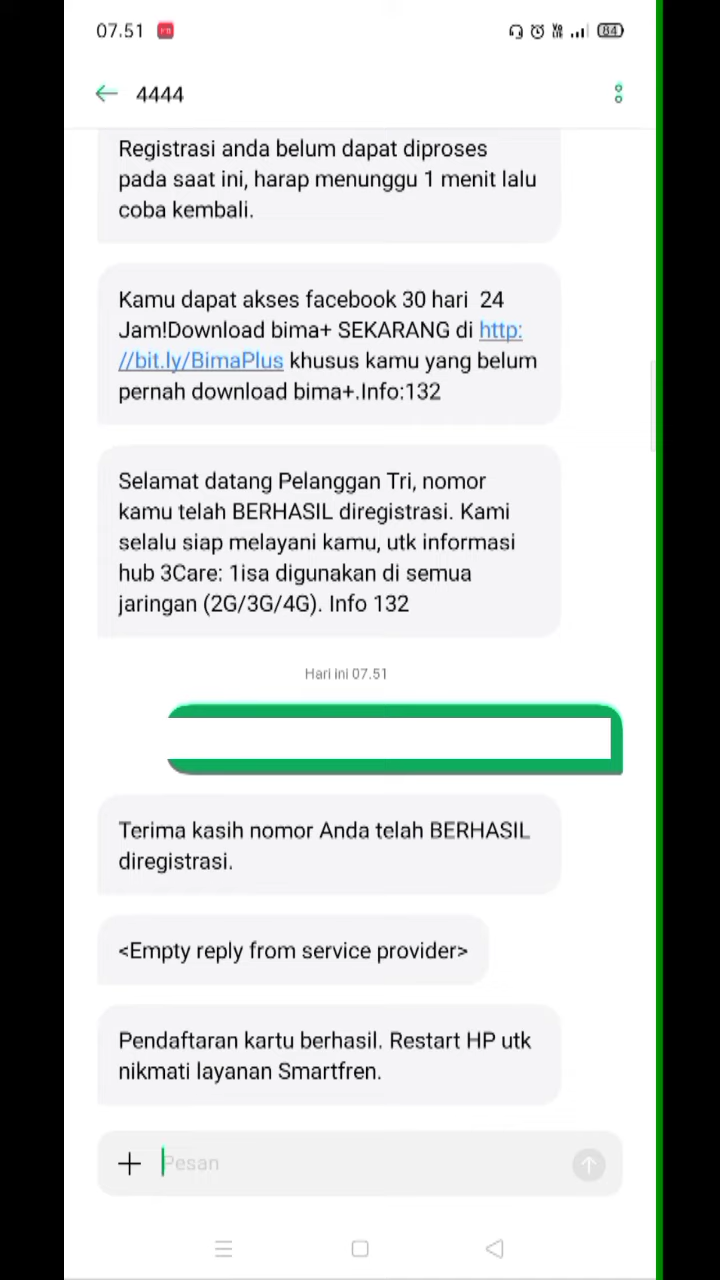 07.51
84
4444
Registrasi anda belum dapat diproses
pada saat ini, harap menunggu 1 menit lalu
coba kembali.
Kamu dapat akses facebook 30 hari  24
Jam!Download bima+ SEKARANG di http:
//bit.ly/BimaPlus khusus kamu yang belum
pernah download bima+.Info:132
Selamat datang Pelanggan Tri, nomor
kamu telah BERHASIL diregistrasi. Kami
selalu siap melayani kamu, utk informasi
hub 3Care: 1isa digunakan di semua
jaringan (2G/3G/4G). Info 132
Hari ini 07.51
Terima kasih nomor Anda telah BERHASIL
diregistrasi.
<Empty reply from service provider>
Pendaftaran kartu berhasil. Restart HP utk
nikmati layanan Smartfren.
Pesan